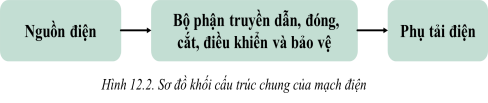 Nguồn điện
Bộ phận truyền dẫn, đóng,
cắt, điều khiển và bảo vệ
Phụ tải điện
Hình 12.2. Sơ đồ khối cấu trúc chung của mạch điện